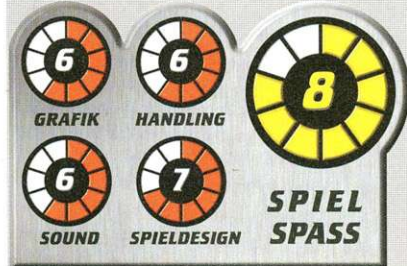 6
6
8
GRAFIK
HANDLING
6
7
SPIEL
SPASS
SOUND
SPIELDESIGN